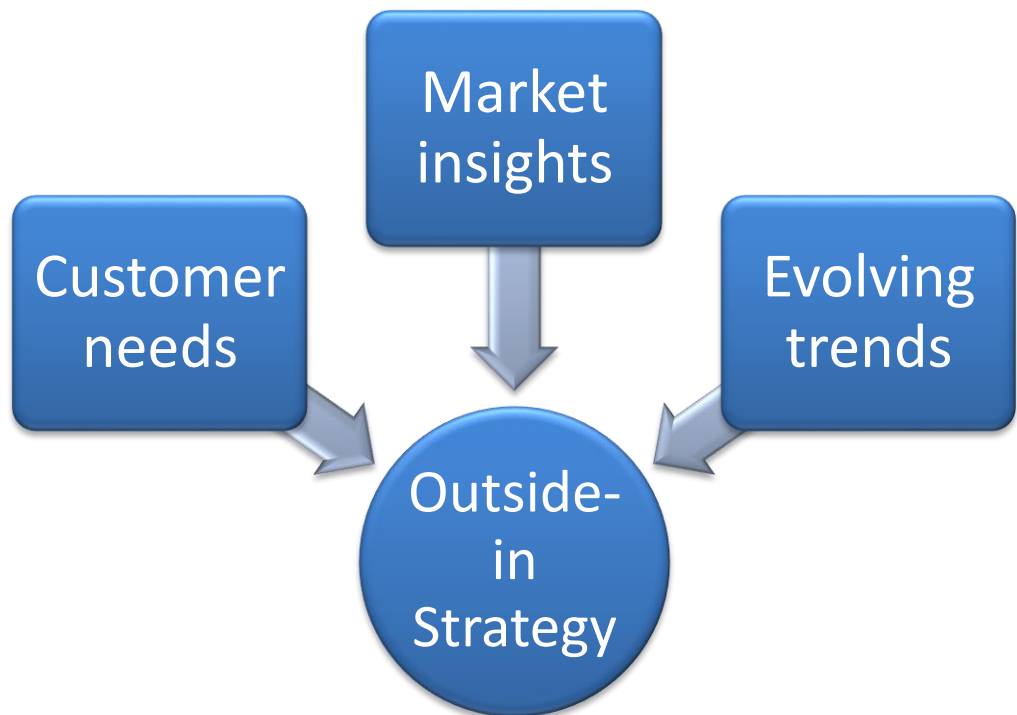 Market
insights
Customer
needs
Evolving
trends
Outside-
in
Strategy